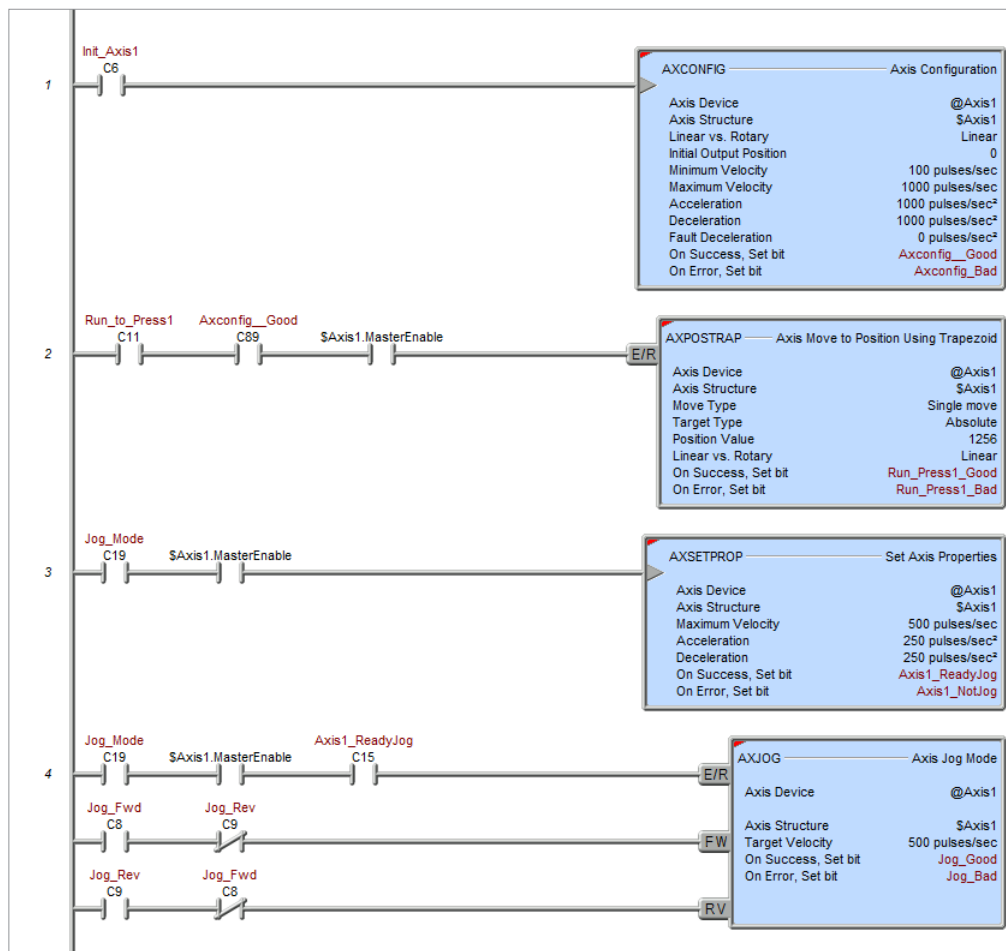 Init_Axis1
C6
1
AXCONFIG Axis Configuration
Axis Device @Axis1
Axis Structure $Axis1
Linear vs. Rotary Linear
Initial Output Position 0
Minimum Velocity 100 pulses/sec
Maximum Velocity 1000 pulses/sec
Acceleration 1000 pulses/sec²
Deceleration 1000 pulses/sec²
Fault Deceleration 0 pulses/sec²
On Success, Set bit Axconfig__Good
On Error, Set bit Axconfig_Bad
Run_to_Press1 Axconfig__Good
C11 C89 $Axis1.MasterEnable
2
E/R
AXPOSTRAP Axis Move to Position Using Trapezoid
Axis Device @Axis1
Axis Structure $Axis1
Move Type Single move
Target Type Absolute
Position Value 1256
Linear vs. Rotary Linear
On Success, Set bit Run_Press1_Good
On Error, Set bit Run_Press1_Bad
Jog_Mode
C19 $Axis1.MasterEnable
3
AXSETPROP Set Axis Properties
Axis Device @Axis1
Axis Structure $Axis1
Maximum Velocity 500 pulses/sec
Acceleration 250 pulses/sec²
Deceleration 250 pulses/sec²
On Success, Set bit Axis1_ReadyJog
On Error, Set bit Axis1_NotJog
Jog_Mode Axis1_ReadyJog
C19 $Axis1.MasterEnable C15
4
E/R
Jog_Fwd Jog_Rev
C8 C9
FW
Jog_Rev Jog_Fwd
C9 C8
RV
AXJOG Axis Jog Mode
Axis Device @Axis1
Axis Structure $Axis1
Target Velocity 500 pulses/sec
On Success, Set bit Jog_Good
On Error, Set bit Jog_Bad